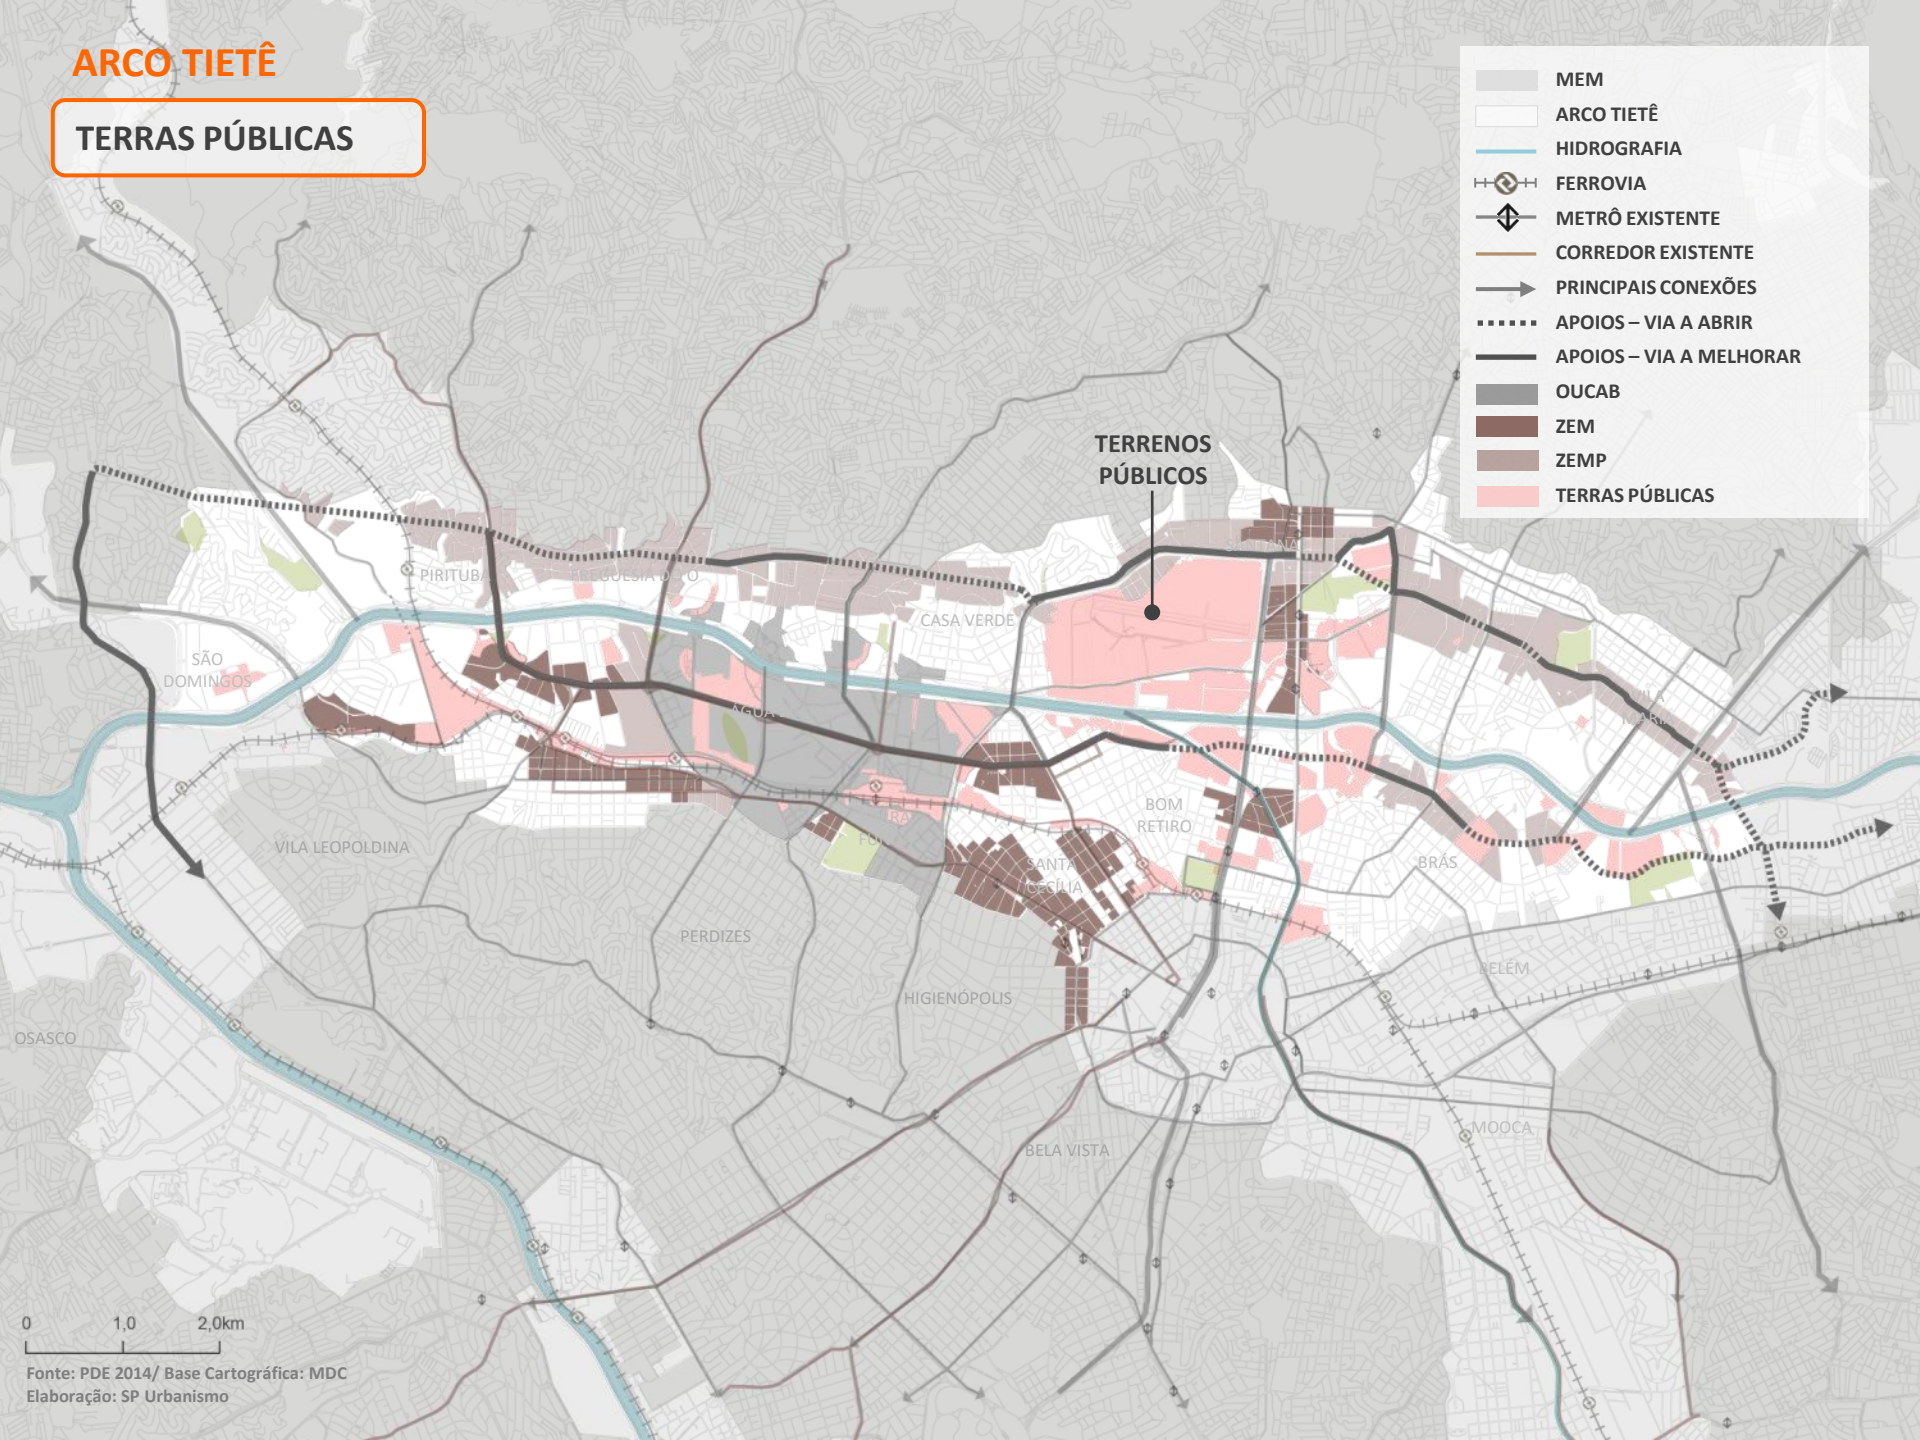 ARCO TIETÊ
TERRAS PÚBLICAS
MEM
ARCO TIETÊ
HIDROGRAFIA
FERROVIA
METRÔ EXISTENTE
CORREDOR EXISTENTE
PRINCIPAIS CONEXÕES
APOIOS – VIA A ABRIR
APOIOS – VIA A MELHORAR
OUCAB
ZEM
ZEMP
TERRAS PÚBLICAS
TERRENOS
PÚBLICOS
PIRITUBA
CASA VERDE
SÃO
DOMINGOS
BOM
RETIRO
VILA LEOPOLDINA
SANTA
CECÍLIA
BRÁS
PERDIZES
BELÉM
HIGIENÓPOLIS
OSASCO
MOOCA
BELA VISTA
0 1,0 2,0km
Fonte: PDE 2014/ Base Cartográfica: MDC
Elaboração: SP Urbanismo